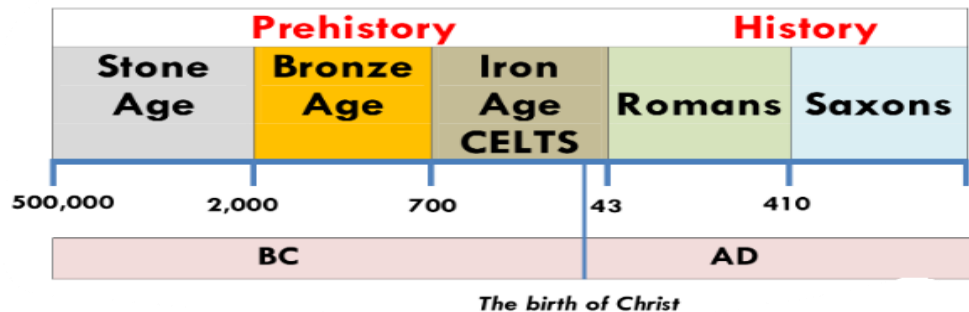 Prehistory History
Stone Age
Bronze Age
Iron Age CELTS
Romans
Saxons
500,000 2,000 700 43 410
BC AD
The birth of Christ